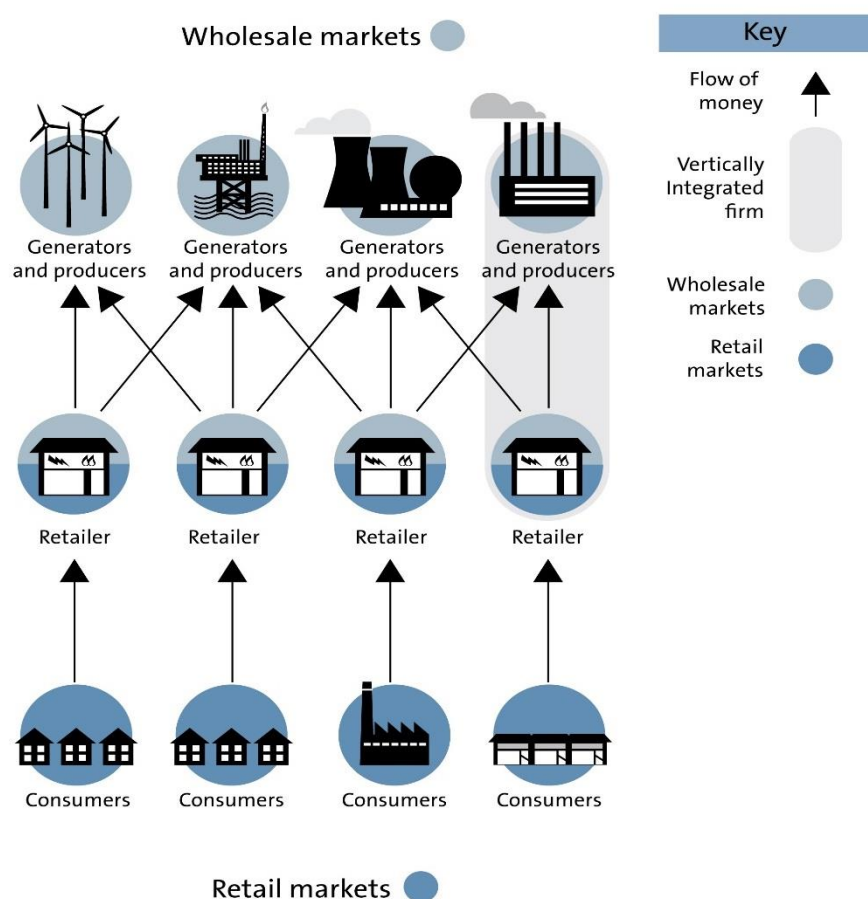 Wholesale markets
Key
Flow of
money
Vertically
Integrated
firm
Wholesale
markets
Retail
markets
Generators
and producers
Generators
and producers
Generators
and producers
Generators
and producers
Retailer
Retailer
Retailer
Retailer
Consumers
Consumers
Consumers
Consumers
Retail markets